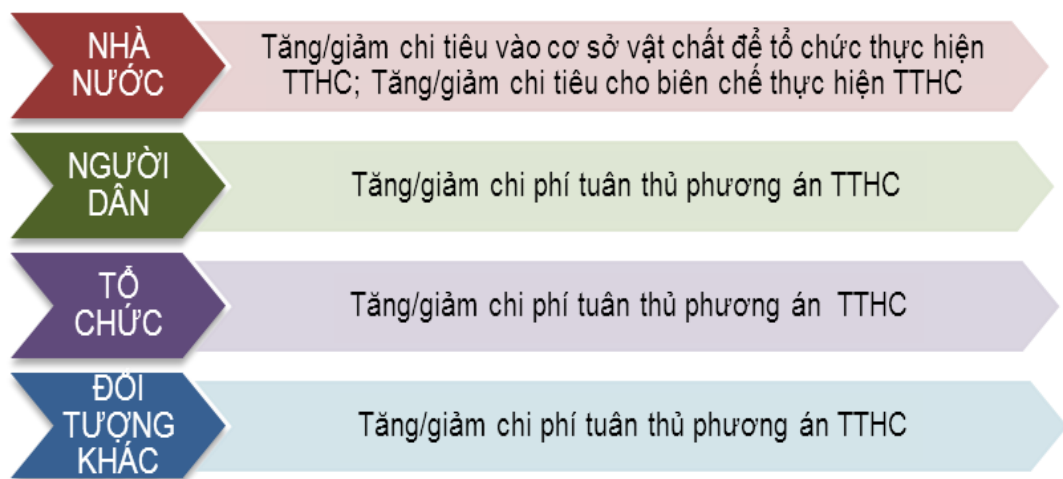 NHÀ
NƯỚC
Tăng/giảm chi tiêu vào cơ sở vật chất để tổ chức thực hiện
TTHC; Tăng/giảm chi tiêu cho biên chế thực hiện TTHC
NGƯỜI
DÂN
Tăng/giảm chi phí tuân thủ phương án TTHC
TỔ
CHỨC
Tăng/giảm chi phí tuân thủ phương án TTHC
ĐỐI
TƯỢNG
KHÁC
Tăng/giảm chi phí tuân thủ phương án TTHC